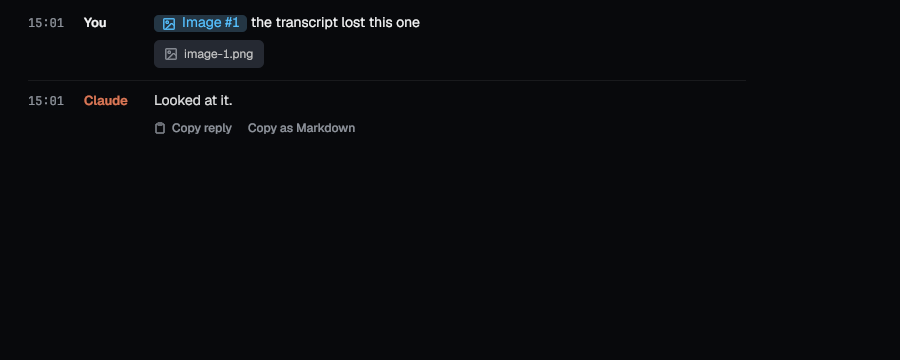 15:01 You Image #1 the transcript lost this one
image-1.png
15:01 Claude Looked at it.
Copy reply Copy as Markdown